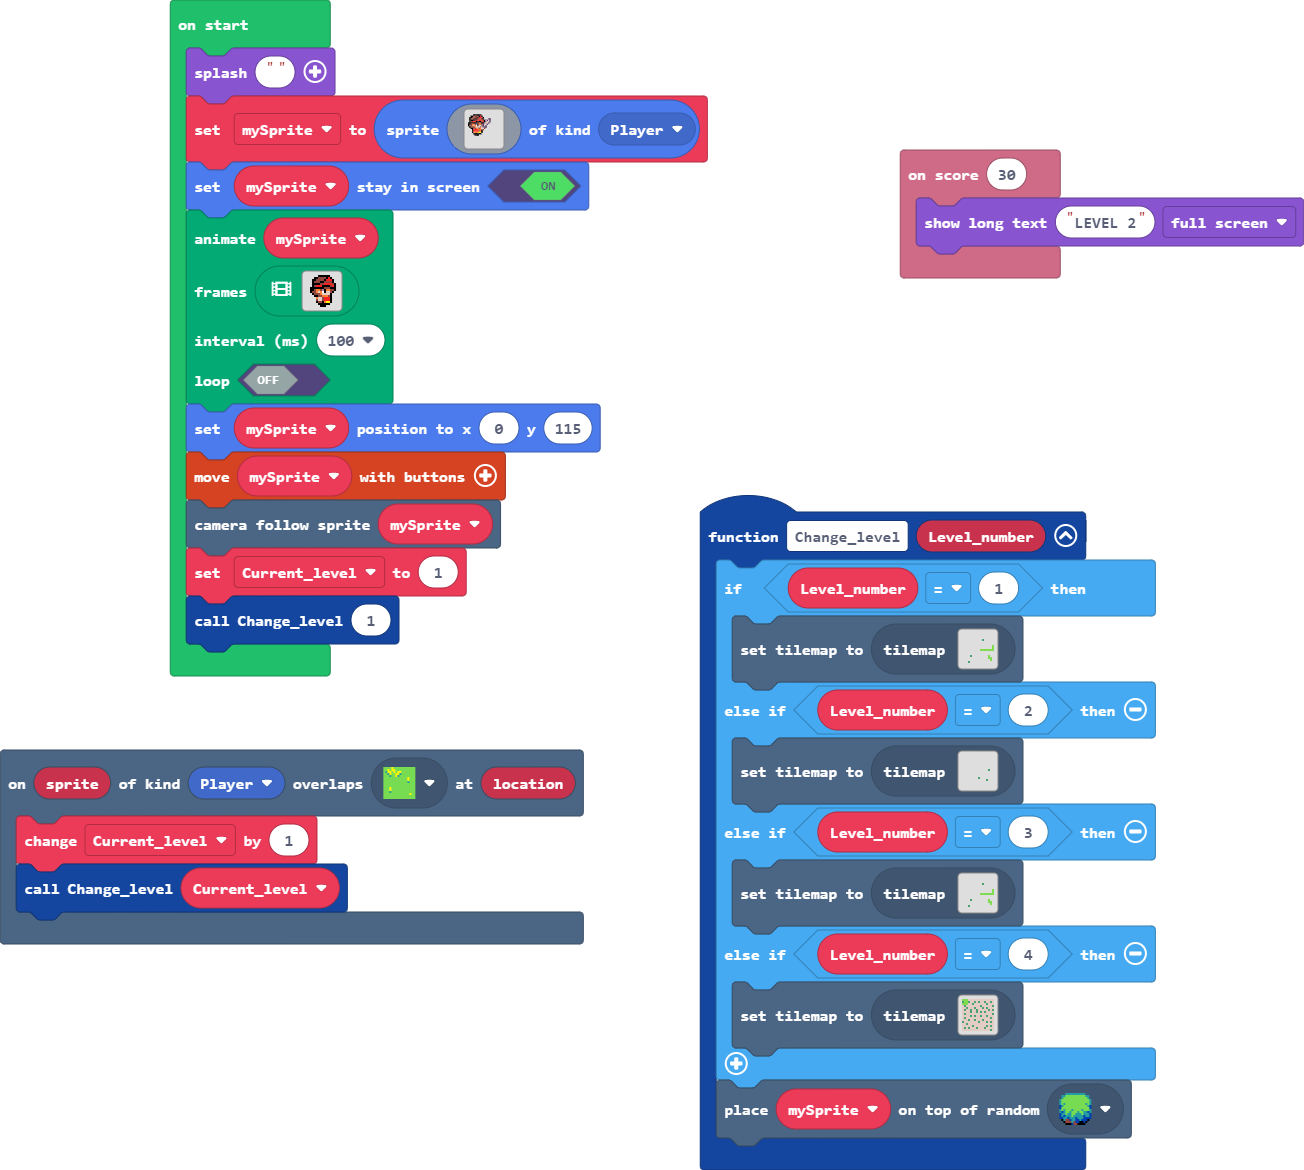 on start
splash " "
set mySprite to sprite of kind Player
set mySprite stay in screen ON
animate mySprite
frames
interval (ms) 100
loop OFF
set mySprite position to x 0 y 115
move mySprite with buttons
camera follow sprite mySprite
set Current_level to 1
call Change_level 1
on score 30
show long text "LEVEL 2" full screen
on sprite of kind Player overlaps at location
change Current_level by 1
call Change_level Current_level
function Change_level Level_number
if Level_number = 1 then
set tilemap to tilemap
else if Level_number = 2 then
set tilemap to tilemap
else if Level_number = 3 then
set tilemap to tilemap
else if Level_number = 4 then
set tilemap to tilemap
place mySprite on top of random